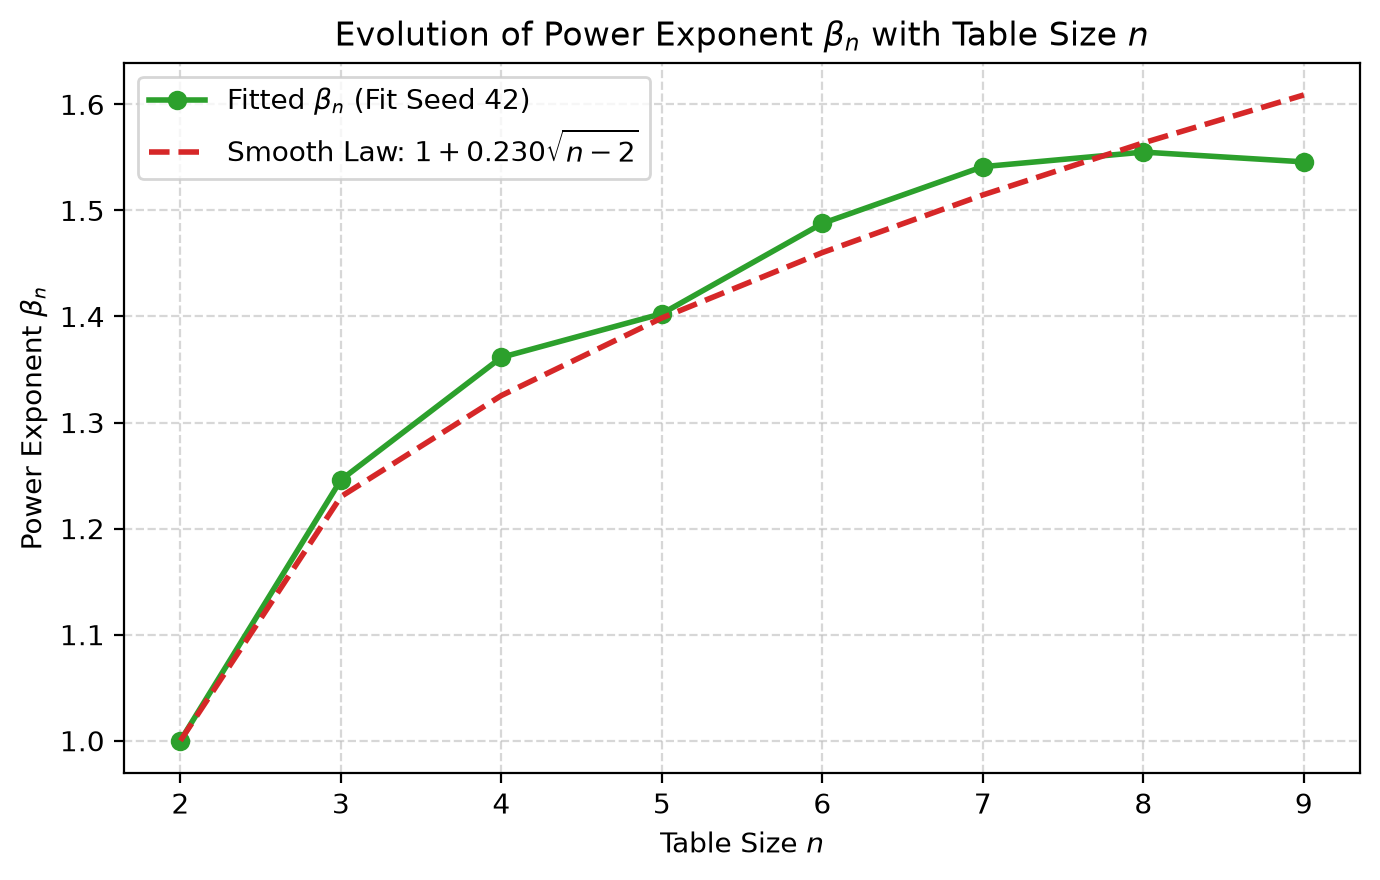 Evolution of Power Exponent βₙ with Table Size n
Fitted βₙ (Fit Seed 42)
Smooth Law: 1 + 0.230√(n − 2)
Power Exponent βₙ
1.6
1.5
1.4
1.3
1.2
1.1
1.0
2 3 4 5 6 7 8 9
Table Size n